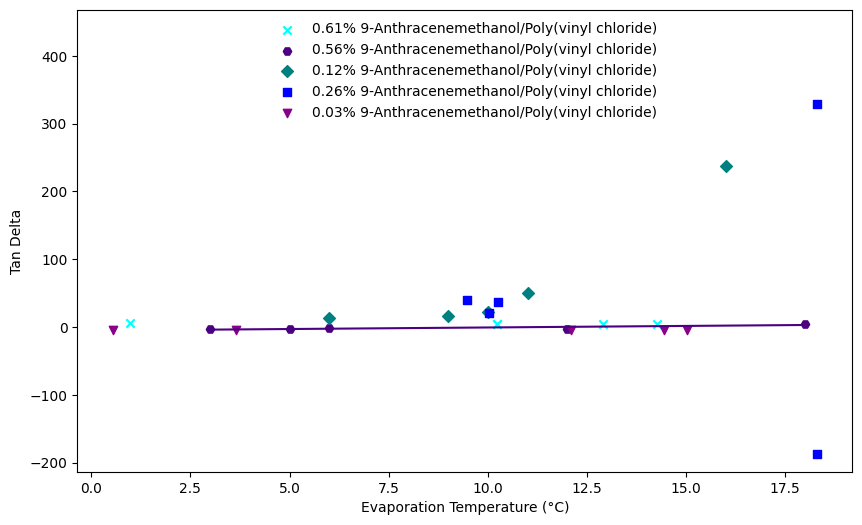 0.61% 9-Anthracenemethanol/Poly(vinyl chloride)
0.56% 9-Anthracenemethanol/Poly(vinyl chloride)
0.12% 9-Anthracenemethanol/Poly(vinyl chloride)
0.26% 9-Anthracenemethanol/Poly(vinyl chloride)
0.03% 9-Anthracenemethanol/Poly(vinyl chloride)
400
300
200
100
0
−100
−200
Tan Delta
0.0 2.5 5.0 7.5 10.0 12.5 15.0 17.5
Evaporation Temperature (°C)